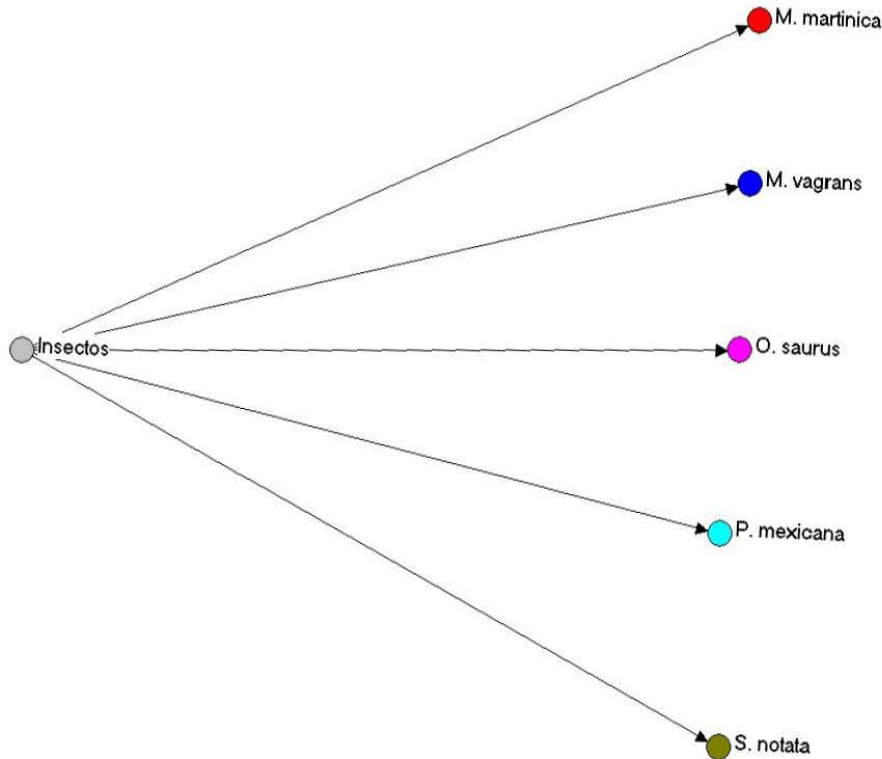 M. martinica
M. vagrans
Insectos
O. saurus
P. mexicana
S. notata